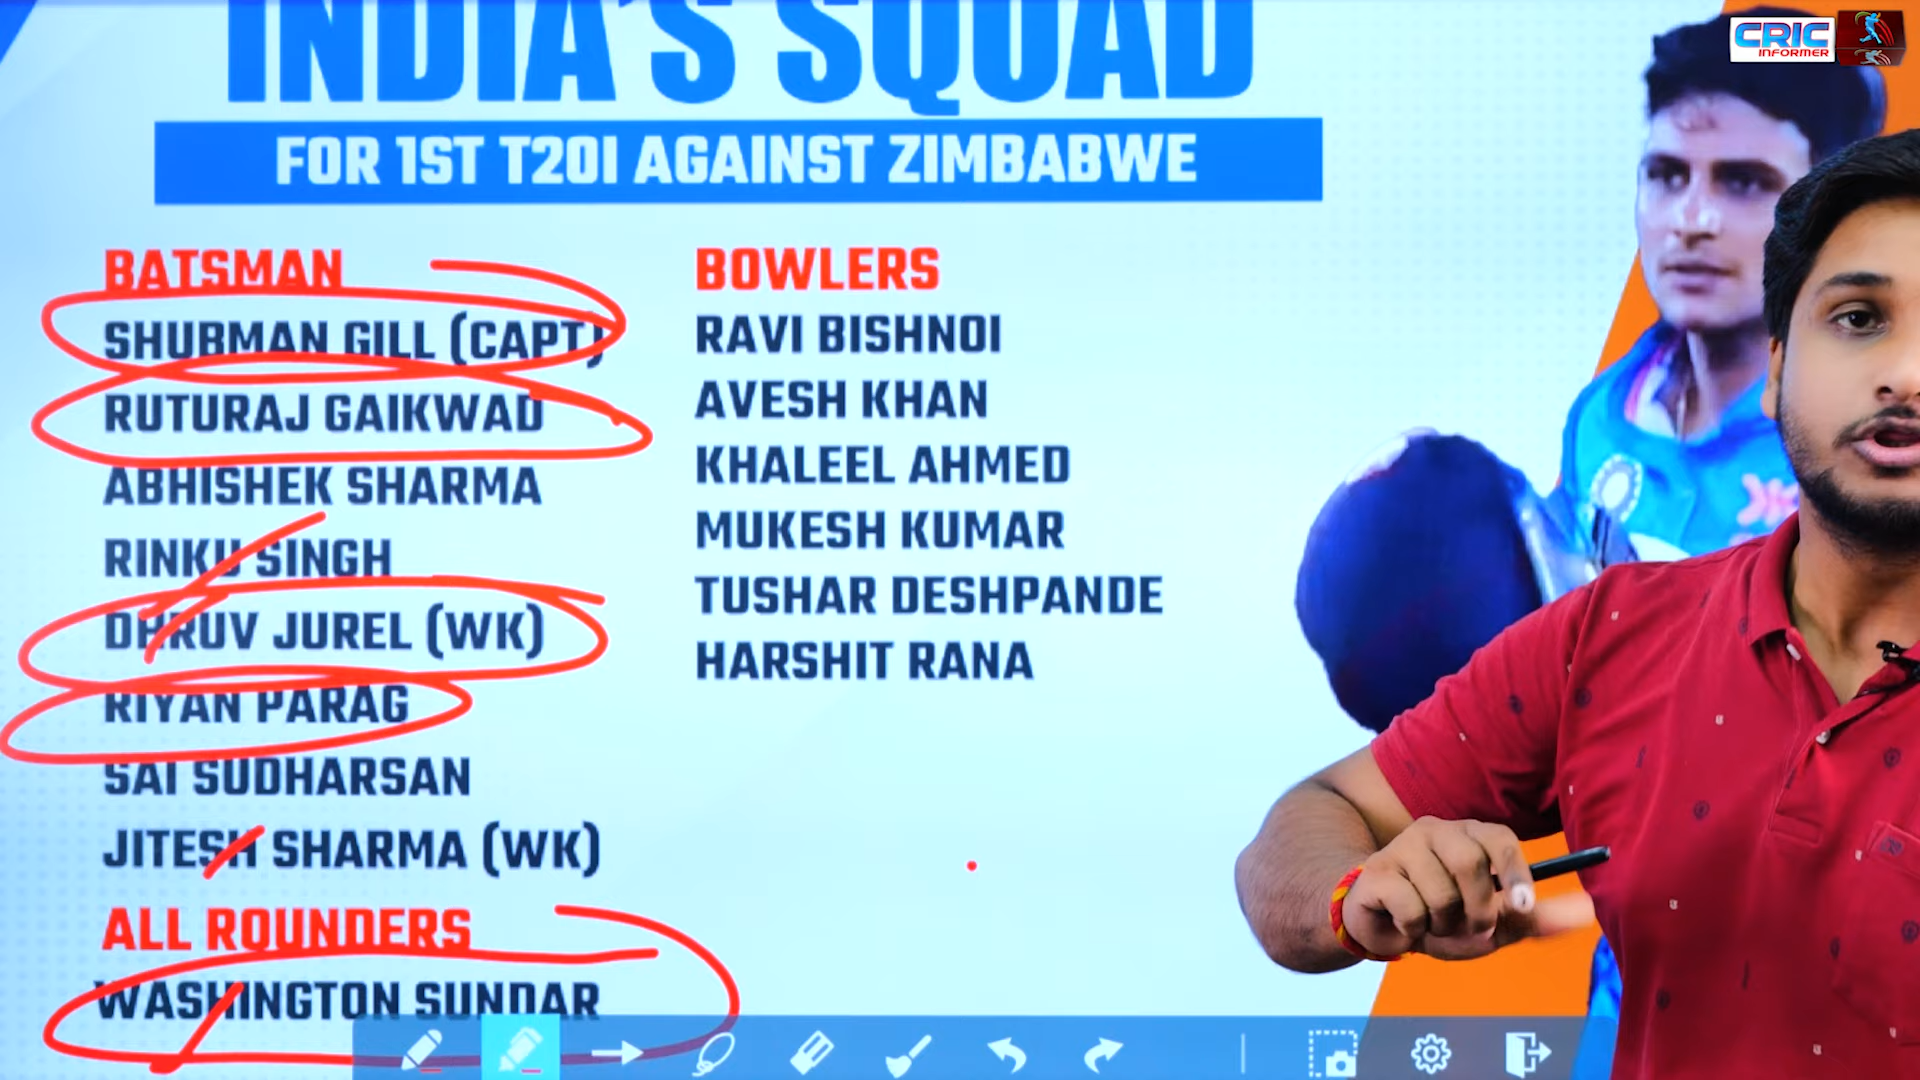 INDIA'S SQUAD
FOR 1ST T20I AGAINST ZIMBABWE
BATSMAN
SHUBMAN GILL (CAPT)
RUTURAJ GAIKWAD
ABHISHEK SHARMA
RINKU SINGH
DHRUV JUREL (WK)
RIYAN PARAG
SAI SUDHARSAN
JITESH SHARMA (WK)
ALL ROUNDERS
WASHINGTON SUNDAR
BOWLERS
RAVI BISHNOI
AVESH KHAN
KHALEEL AHMED
MUKESH KUMAR
TUSHAR DESHPANDE
HARSHIT RANA
CRIC
INFORMER